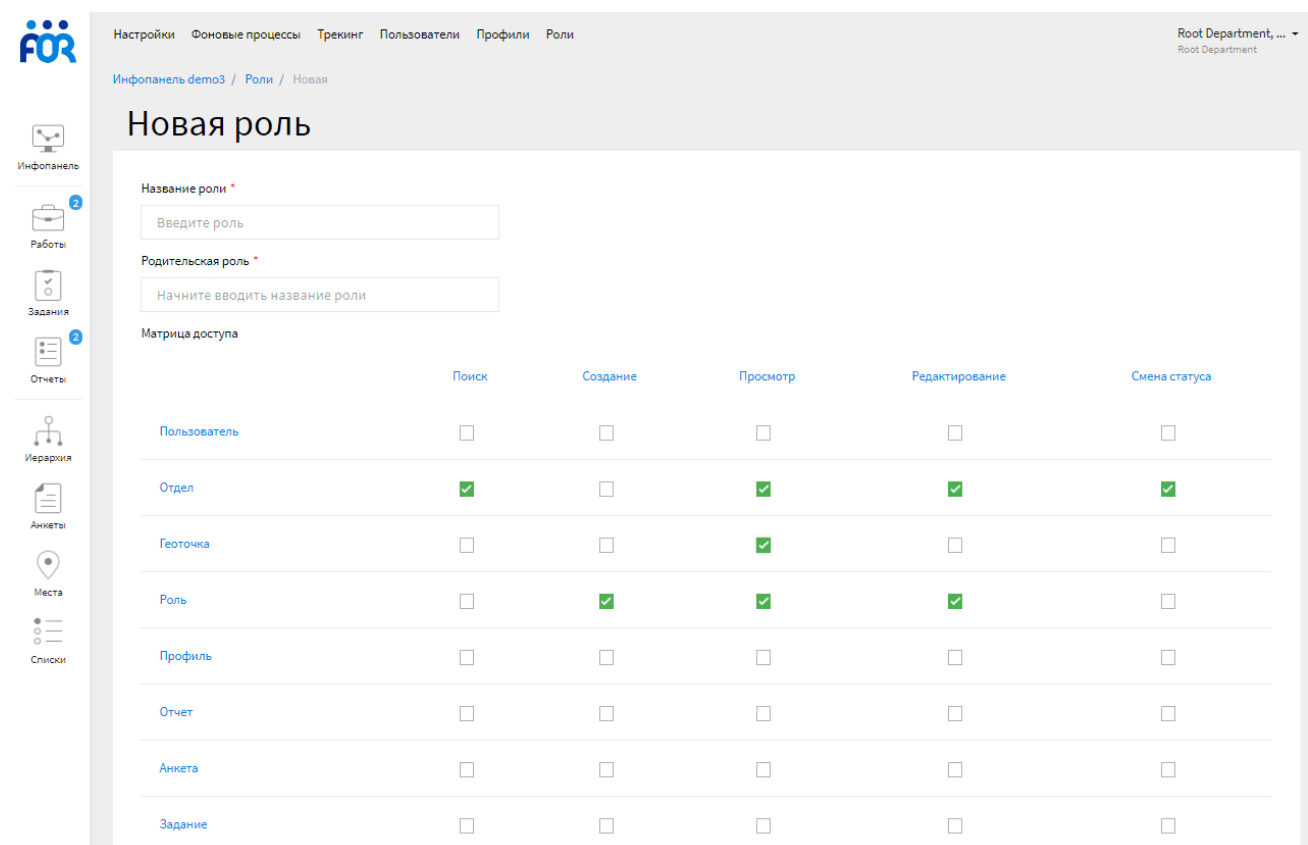 FOR
Настройки Фоновые процессы Трекинг Пользователи Профили Роли
Root Department, ...
Root Department
Инфопанель demo3 / Роли / Новая
Новая роль
Инфопанель
2
Работы
Задания
2
Отчеты
Иерархия
Анкеты
Места
Списки
Название роли *
Введите роль
Родительская роль *
Начните вводить название роли
Матрица доступа
Поиск Создание Просмотр Редактирование Смена статуса
Пользователь
Отдел
Геоточка
Роль
Профиль
Отчет
Анкета
Задание